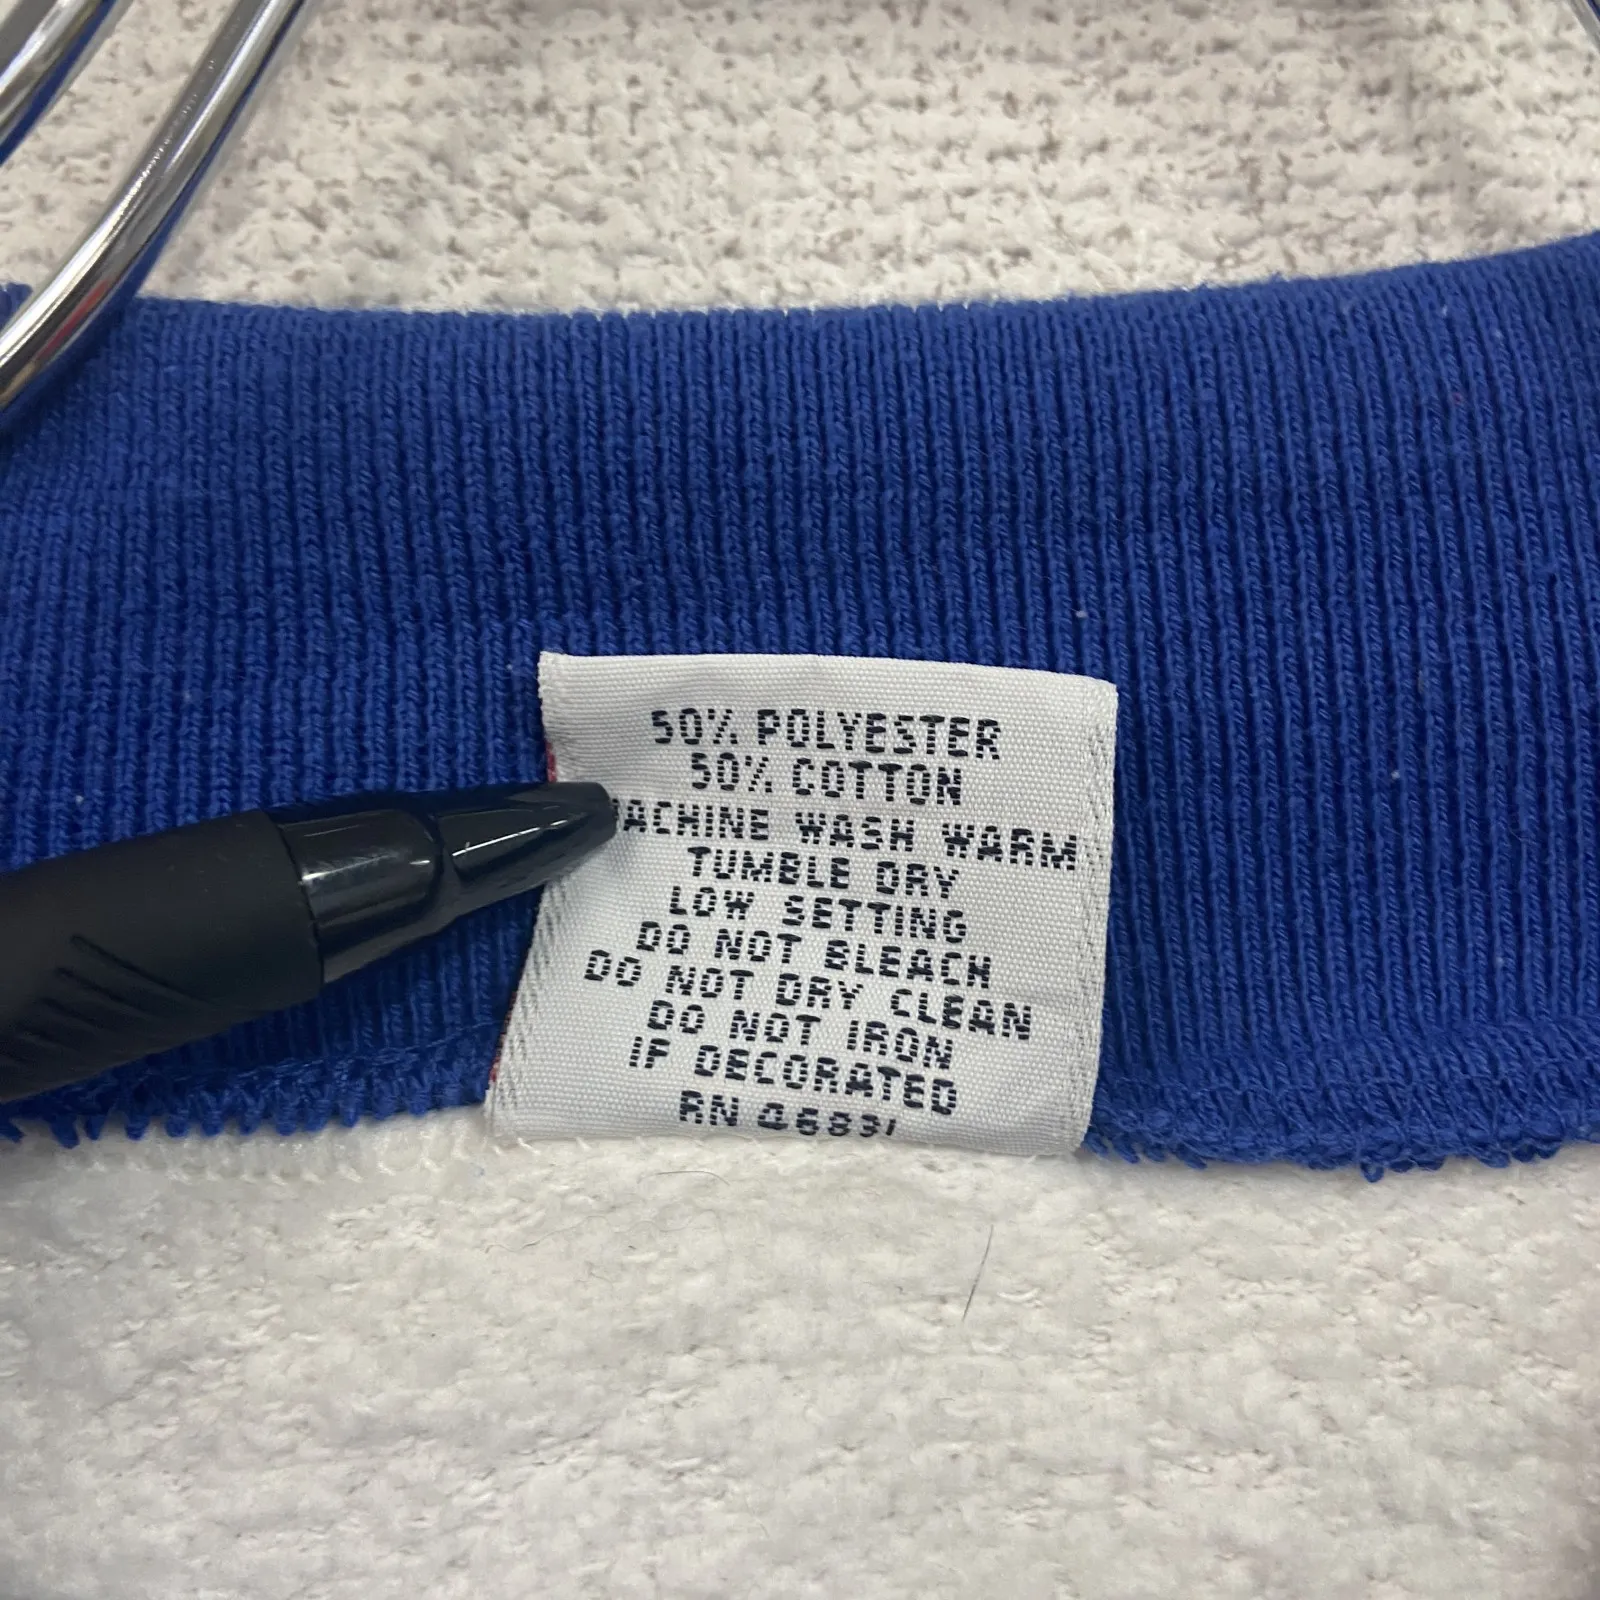 50% POLYESTER
50% COTTON
MACHINE WASH WARM
TUMBLE DRY
LOW SETTING
DO NOT BLEACH
DO NOT DRY CLEAN
DO NOT IRON
IF DECORATED
RN 46831